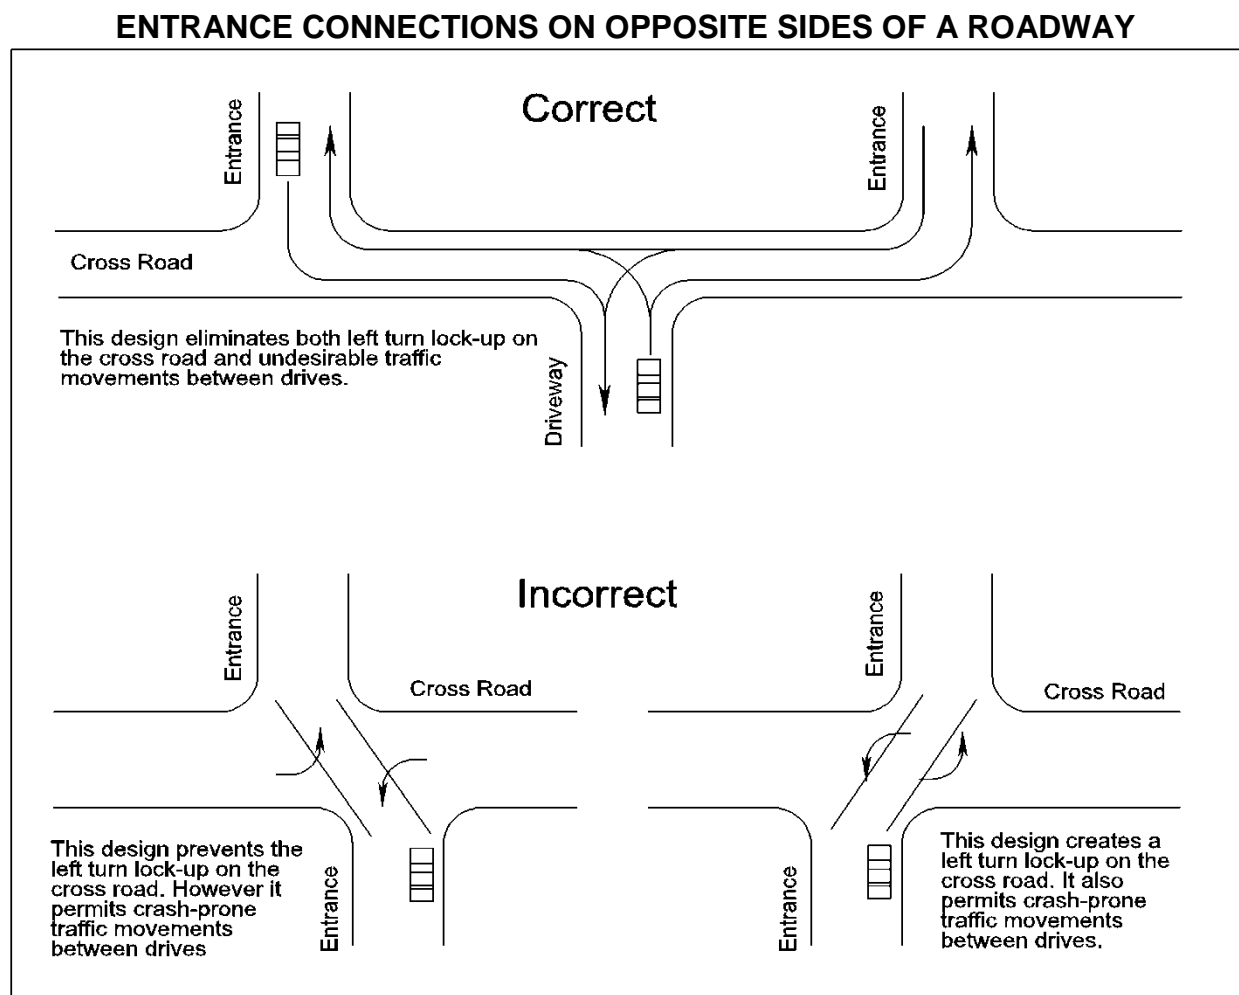 ENTRANCE CONNECTIONS ON OPPOSITE SIDES OF A ROADWAY
Correct
Entrance
Entrance
Cross Road
This design eliminates both left turn lock-up on
the cross road and undesirable traffic
movements between drives.
Driveway
Incorrect
Entrance
Cross Road
This design prevents the
left turn lock-up on the
cross road. However it
permits crash-prone
traffic movements
between drives
Entrance
Entrance
Cross Road
Entrance
This design creates a
left turn lock-up on the
cross road. It also
permits crash-prone
traffic movements
between drives.